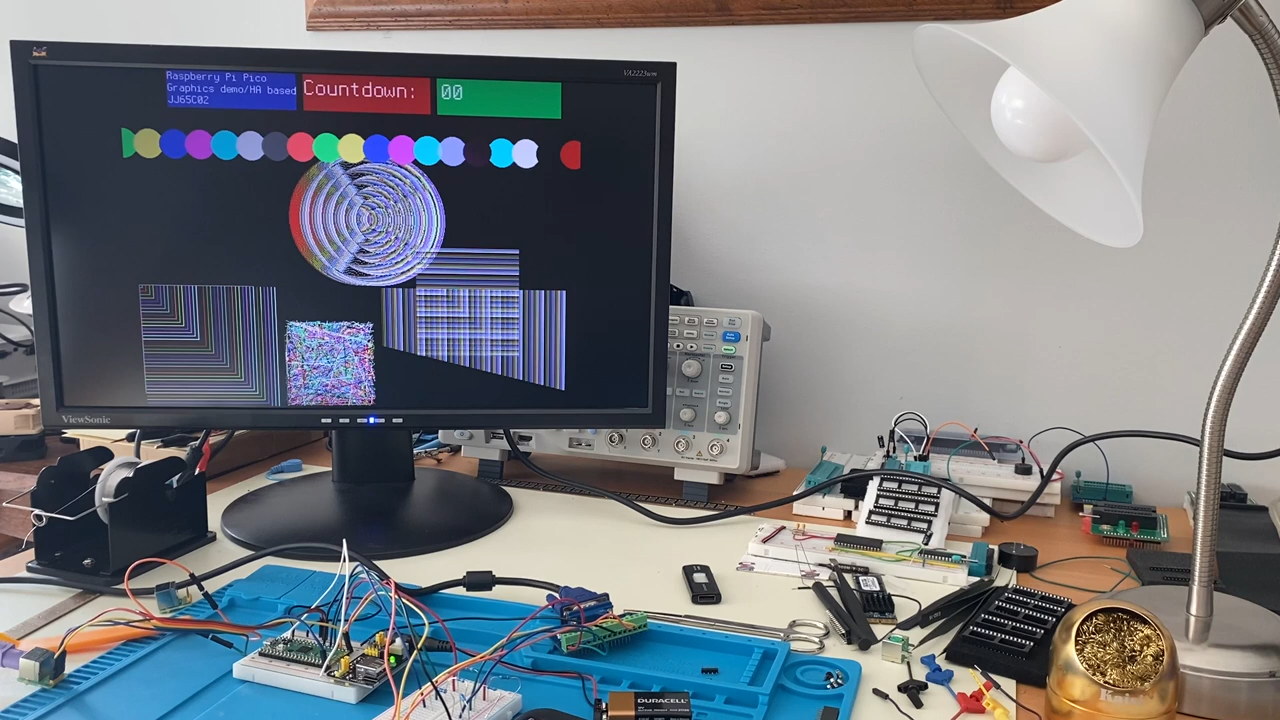 VA2223wm
Raspberry Pi Pico
Graphics demo/HA based
JJ65C02
Countdown:
00
ViewSonic
DURACELL